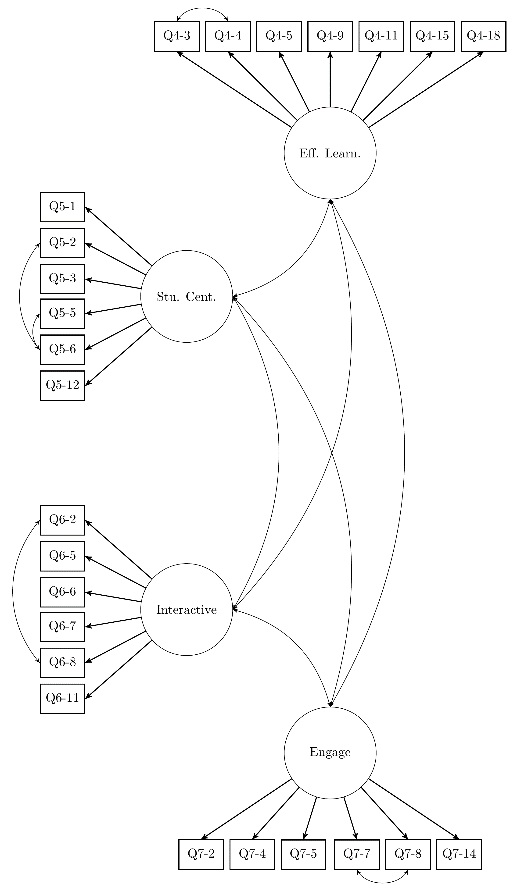 Q4-3 Q4-4 Q4-5 Q4-9 Q4-11 Q4-15 Q4-18
Eff. Learn.
Q5-1
Q5-2
Q5-3
Q5-5
Q5-6
Q5-12
Stu. Cent.
Q6-2
Q6-5
Q6-6
Q6-7
Q6-8
Q6-11
Interactive
Engage
Q7-2 Q7-4 Q7-5 Q7-7 Q7-8 Q7-14